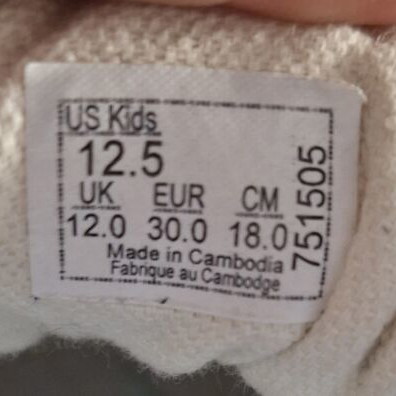 US Kids
12.5
UK EUR CM
12.0 30.0 18.0
Made in Cambodia
Fabrique au Cambodge
751505